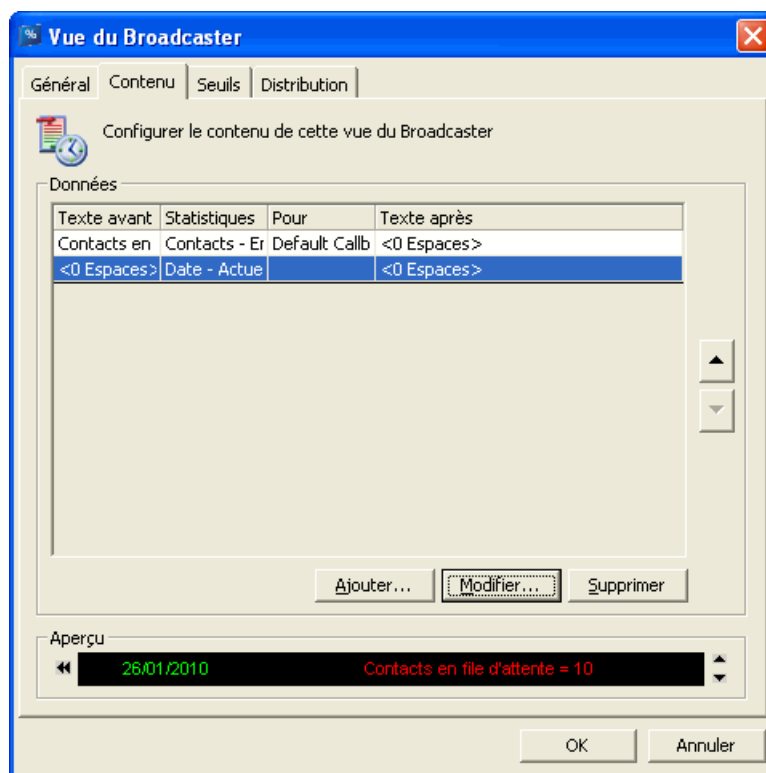 Vue du Broadcaster
Général Contenu Seuils Distribution
Configurer le contenu de cette vue du Broadcaster
Données
Texte avant Statistiques Pour Texte après
Contacts en Contacts - Er Default Callb <0 Espaces>
<0 Espaces> Date - Actue <0 Espaces>
Ajouter... Modifier... Supprimer
Aperçu
26/01/2010 Contacts en file d'attente = 10
OK Annuler